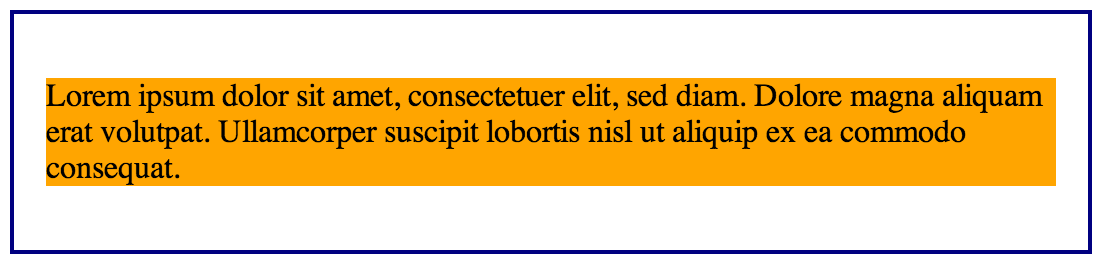 Lorem ipsum dolor sit amet, consectetuer elit, sed diam. Dolore magna aliquam
erat volutpat. Ullamcorper suscipit lobortis nisl ut aliquip ex ea commodo
consequat.